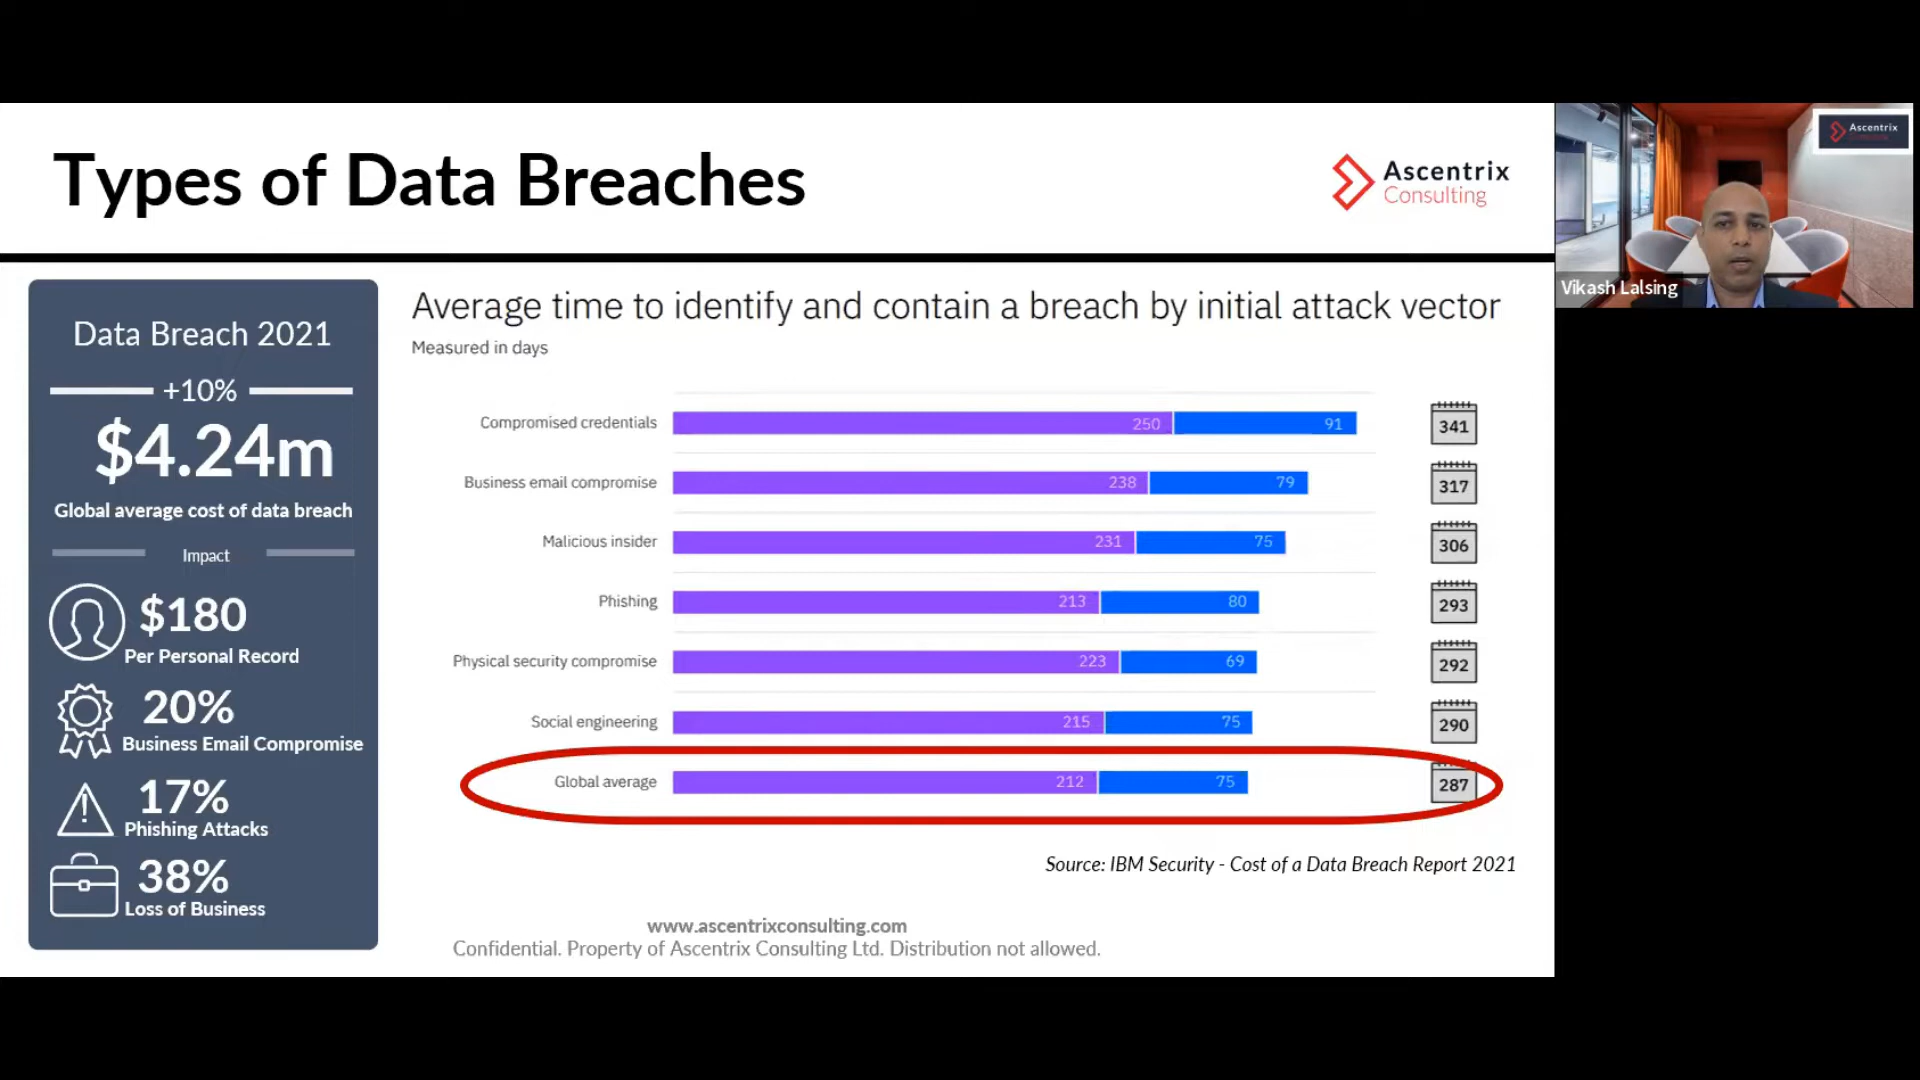 Types of Data Breaches
Ascentrix
Consulting
Ascentrix
Vikash Lalsing
Data Breach 2021
+10%
$4.24m
Global average cost of data breach
Impact
$180
Per Personal Record
20%
Business Email Compromise
17%
Phishing Attacks
38%
Loss of Business
Average time to identify and contain a breach by initial attack vector
Measured in days
Compromised credentials 250 91 341
Business email compromise 238 79 317
Malicious insider 231 75 306
Phishing 213 80 293
Physical security compromise 223 69 292
Social engineering 215 75 290
Global average 212 75 287
Source: IBM Security - Cost of a Data Breach Report 2021
www.ascentrixconsulting.com
Confidential. Property of Ascentrix Consulting Ltd. Distribution not allowed.